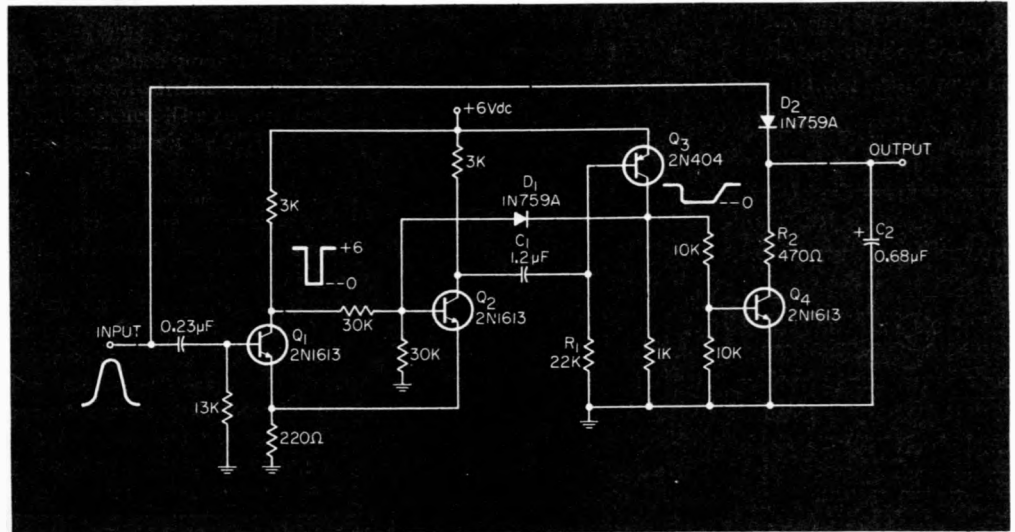 +6Vdc
D2
1N759A
Q3
2N404
OUTPUT
3K
3K
D1
1N759A
--0
C1
1.2µF
10K
R2
470Ω
+
C2
0.68µF
+6
--0
INPUT
0.23µF
Q1
2N1613
30K
Q2
2N1613
30K
R1
22K
1K
10K
Q4
2N1613
13K
220Ω